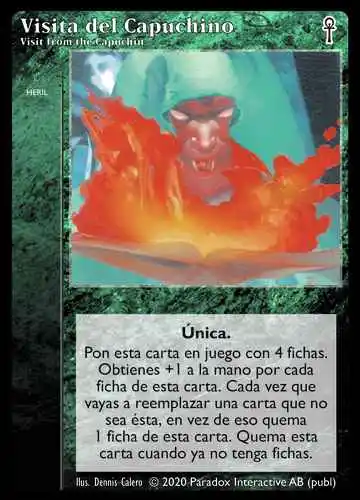 Visita del Capuchino
Visit from the Capuchin
HERIL
Única.
Pon esta carta en juego con 4 fichas.
Obtienes +1 a la mano por cada
ficha de esta carta. Cada vez que
vayas a reemplazar una carta que no
sea ésta, en vez de eso quema
1 ficha de esta carta. Quema esta
carta cuando ya no tenga fichas.
Ilus. Dennis Calero © 2020 Paradox Interactive AB (publ)